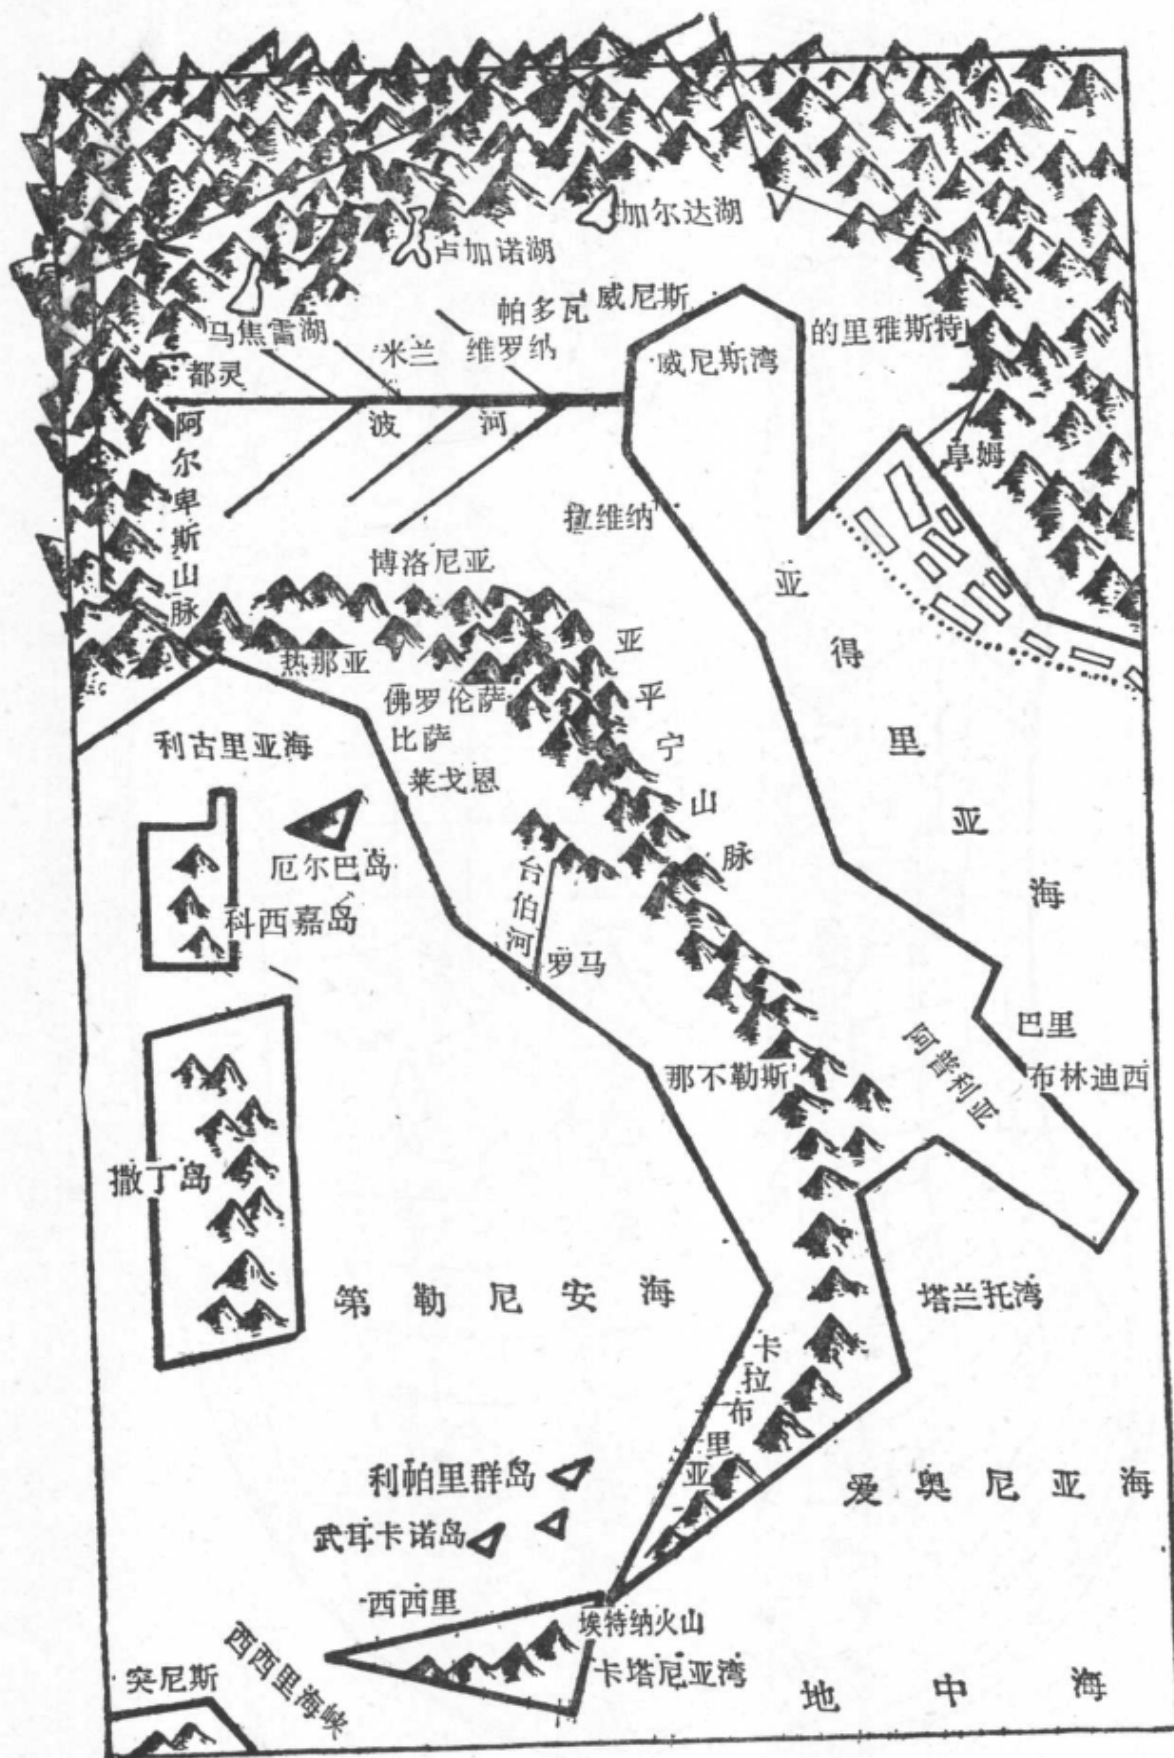 加尔达湖
卢加诺湖
马焦雷湖
帕多瓦
威尼斯
的里雅斯特
米兰
维罗纳
威尼斯湾
都灵
波河
阿尔卑斯山脉
阜姆
拉维纳
博洛尼亚
亚得里亚海
热那亚
亚平宁山脉
佛罗伦萨
比萨
利古里亚海
莱戈恩
厄尔巴岛
台伯河
科西嘉岛
罗马
巴里
那不勒斯
阿普利亚
布林迪西
撒丁岛
第勒尼安海
塔兰托湾
卡拉布里亚
利帕里群岛
爱奥尼亚海
武耳卡诺岛
西西里
埃特纳火山
西西里海峡
卡塔尼亚湾
突尼斯
地中海